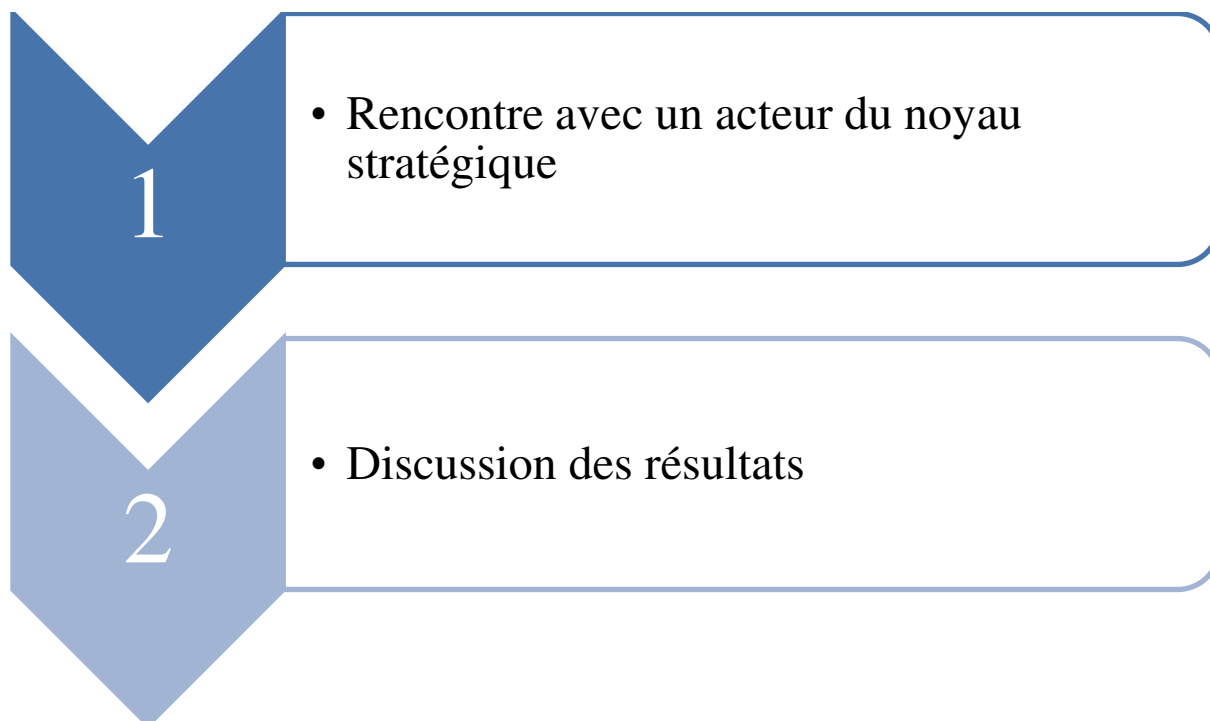 1
• Rencontre avec un acteur du noyau
stratégique
2
• Discussion des résultats